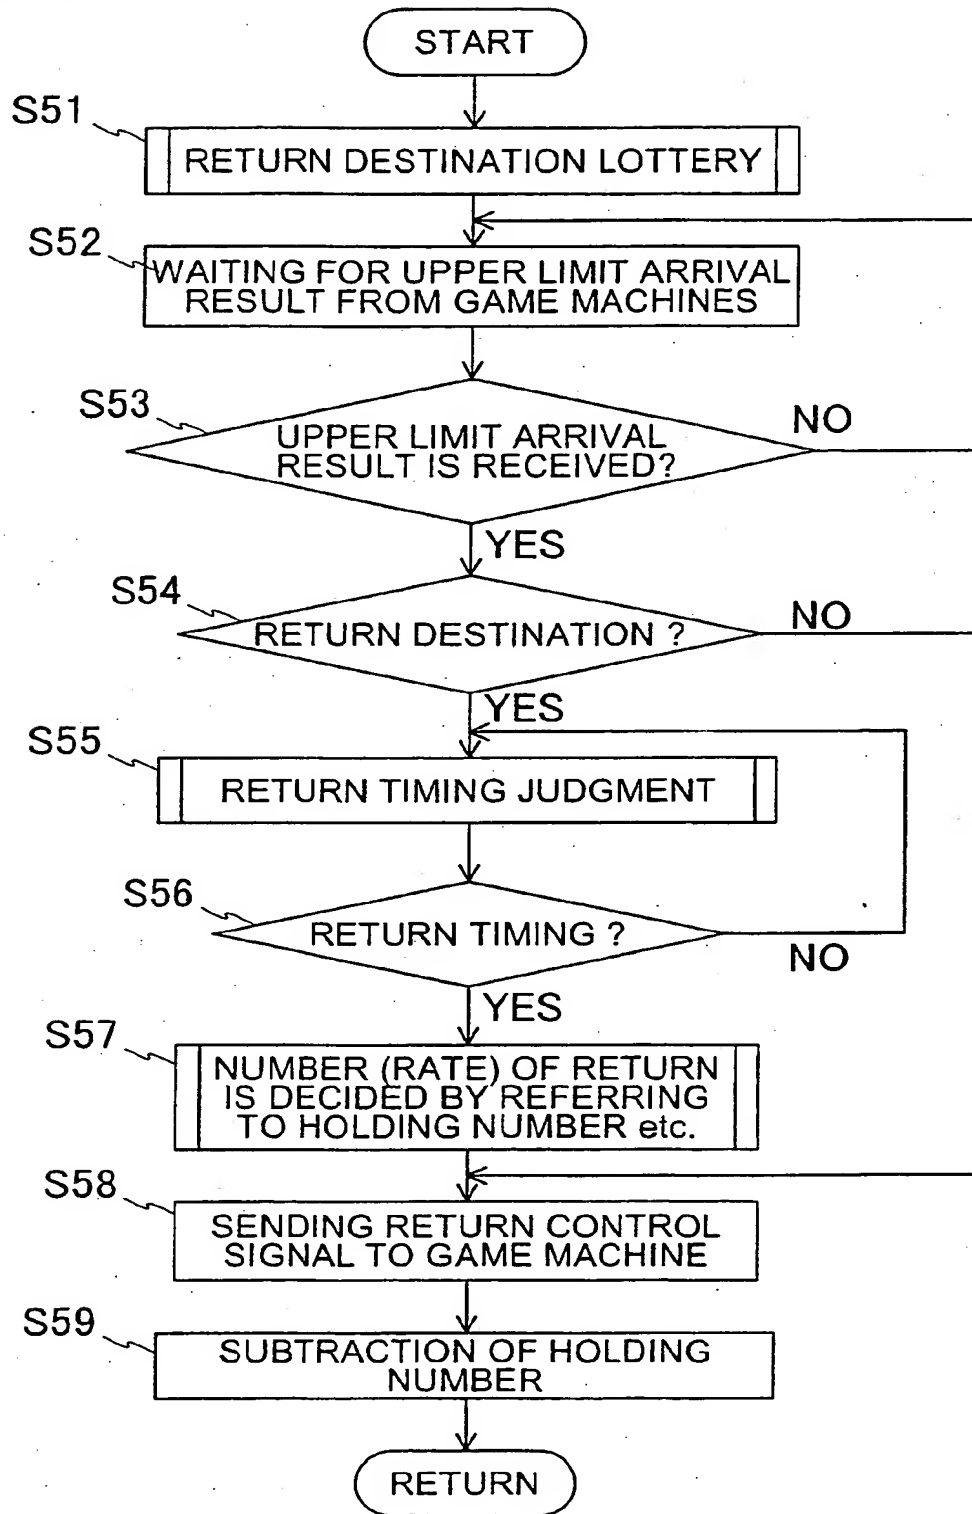 START
S51
RETURN DESTINATION LOTTERY
S52
WAITING FOR UPPER LIMIT ARRIVAL
RESULT FROM GAME MACHINES
S53
UPPER LIMIT ARRIVAL
RESULT IS RECEIVED?
NO
YES
S54
RETURN DESTINATION ?
NO
YES
S55
RETURN TIMING JUDGMENT
S56
RETURN TIMING ?
NO
YES
S57
NUMBER (RATE) OF RETURN
IS DECIDED BY REFERRING
TO HOLDING NUMBER etc.
S58
SENDING RETURN CONTROL
SIGNAL TO GAME MACHINE
S59
SUBTRACTION OF HOLDING
NUMBER
RETURN